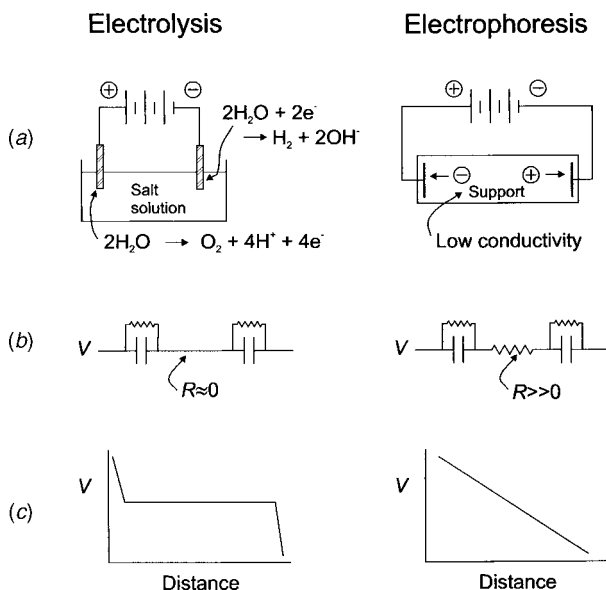 Electrolysis
Electrophoresis
(a)
⊕
⊖
2H₂O + 2e⁻
→ H₂ + 2OH⁻
Salt
solution
2H₂O → O₂ + 4H⁺ + 4e⁻
⊕
⊖
⊖
⊕
Support
Low conductivity
(b)
V
R≈0
V
R>>0
(c)
V
Distance
V
Distance